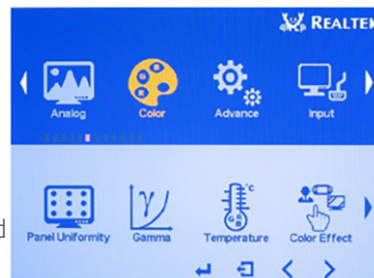 REALTEK
Analog
Color
Advance
Input
Panel Uniformity
Gamma
Temperature
Color Effect
γ
°C
d